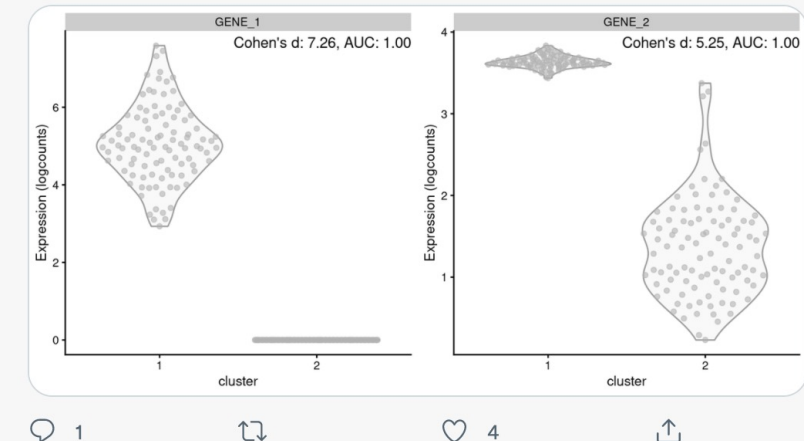 GENE_1
Cohen's d: 7.26, AUC: 1.00
Expression (logcounts)
6
4
2
0
1
2
cluster
GENE_2
Cohen's d: 5.25, AUC: 1.00
Expression (logcounts)
4
3
2
1
1
2
cluster
1
4